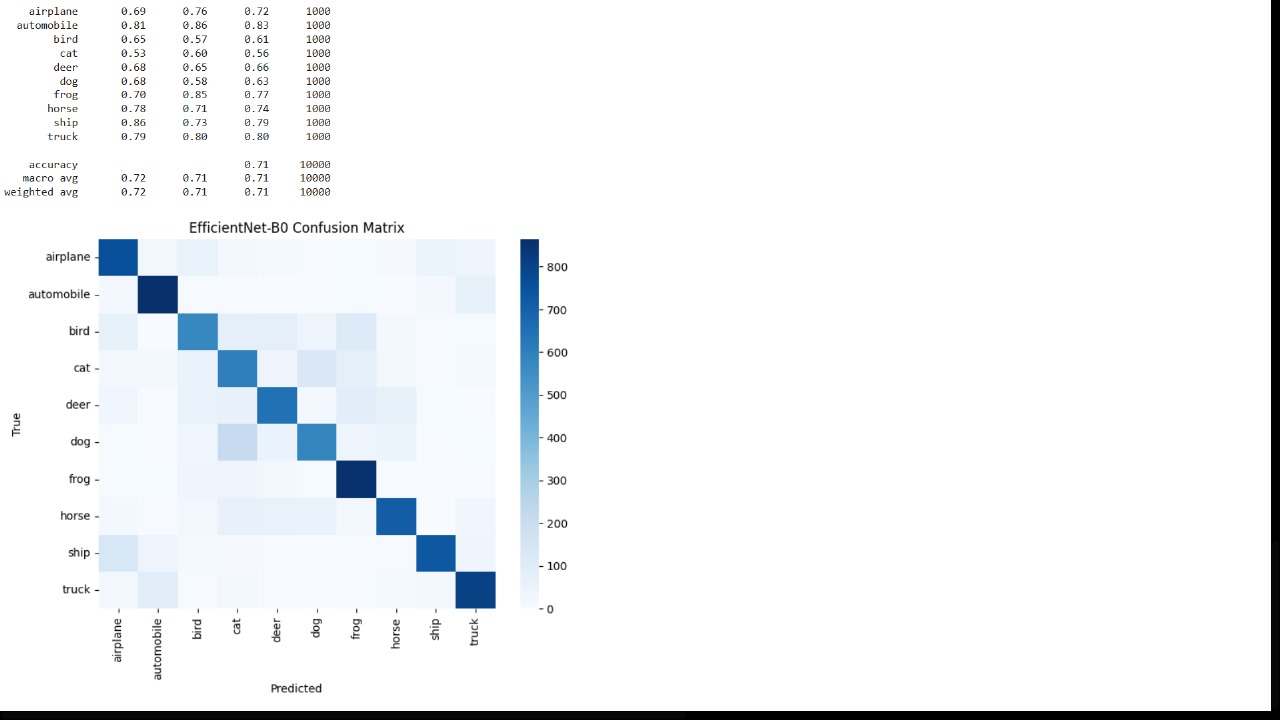 airplane 0.69 0.76 0.72 1000
automobile 0.81 0.86 0.83 1000
bird 0.65 0.57 0.61 1000
cat 0.53 0.60 0.56 1000
deer 0.68 0.65 0.66 1000
dog 0.68 0.58 0.63 1000
frog 0.70 0.85 0.77 1000
horse 0.78 0.71 0.74 1000
ship 0.86 0.73 0.79 1000
truck 0.79 0.80 0.80 1000
accuracy 0.71 10000
macro avg 0.72 0.71 0.71 10000
weighted avg 0.72 0.71 0.71 10000
EfficientNet-B0 Confusion Matrix
True
airplane
automobile
bird
cat
deer
dog
frog
horse
ship
truck
airplane
automobile
bird
cat
deer
dog
frog
horse
ship
truck
Predicted
800
700
600
500
400
300
200
100
0